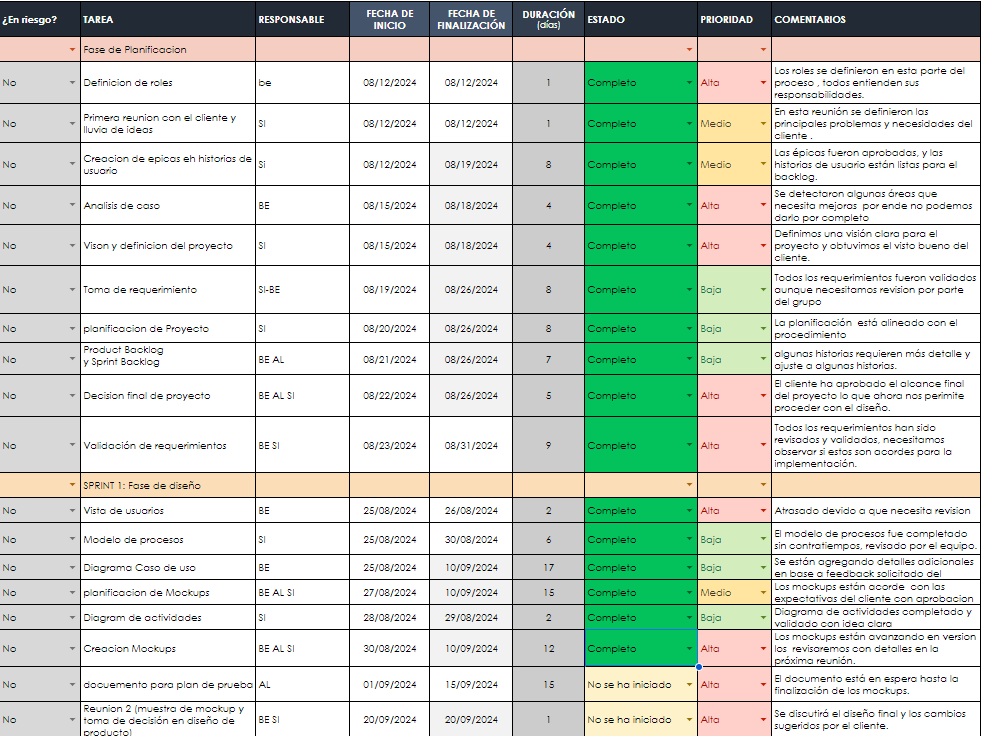 ¿En riesgo? TAREA RESPONSABLE FECHA DE INICIO FECHA DE FINALIZACIÓN DURACIÓN (días) ESTADO PRIORIDAD COMENTARIOS
Fase de Planificacion
No Definicion de roles be 08/12/2024 08/12/2024 1 Completo Alta Los roles se definieron en esta parte del
proceso , todos entienden sus
responsabilidades.
No Primera reunion con el cliente y
lluvia de ideas SI 08/12/2024 08/12/2024 1 Completo Medio En esta reunión se definieron las
principales problemas y necesidades del
cliente .
No Creacion de epicas eh historias de
usuario Si 08/12/2024 08/19/2024 8 Completo Medio Las épicas fueron aprobadas, y las
historias de usuario están listas para el
backlog.
No Analisis de caso BE 08/15/2024 08/18/2024 4 Completo Alta Se detectaron algunas áreas que
necesita mejoras por ende no podemos
darlo por completo
No Vison y definicion del proyecto SI 08/15/2024 08/18/2024 4 Completo Alta Definimos una visión clara para el
proyecto y obtuvimos el visto bueno del
cliente.
No Toma de requerimiento SI-BE 08/19/2024 08/26/2024 8 Completo Baja Todos los requerimientos fueron validados
aunque necesitamos revision por parte
del grupo
No planificacion de Proyecto SI 08/20/2024 08/26/2024 8 Completo Baja La planificación está alineado con el
procedimiento
No Product Backlog
y Sprint Backlog BE AL 08/21/2024 08/26/2024 7 Completo Baja algunas historias requieren más detalle y
ajuste a algunas historias.
No Decision final de proyecto BE AL SI 08/22/2024 08/26/2024 5 Completo Alta El cliente ha aprobado el alcance final
del proyecto lo que ahora nos permite
proceder con el diseño.
No Validación de requerimientos BE SI 08/23/2024 08/31/2024 9 Completo Alta Todos los requerimientos han sido
revisados y validados, necesitamos
observar si estos son acordes para la
implementación.
SPRINT 1: Fase de diseño
No Vista de usuarios BE 25/08/2024 26/08/2024 2 Completo Alta Atrasado devido a que necesita revision
No Modelo de procesos SI 25/08/2024 30/08/2024 6 Completo Baja El modelo de procesos fue completado
sin contratiempos, revisado por el equipo.
No Diagrama Caso de uso BE 25/08/2024 10/09/2024 17 Completo Baja Se están agregando detalles adicionales
en base a feedback solicitado del
No planificacion de Mockups BE AL SI 27/08/2024 10/09/2024 15 Completo Medio Los mockups están acorde con las
expectativas del cliente con aprobacion
No Diagram de actividades SI 28/08/2024 29/08/2024 2 Completo Baja Diagrama de actividades completado y
validado con idea clara
No Creacion Mockups BE AL SI 30/08/2024 10/09/2024 12 Completo Alta Los mockups están avanzando en version
los revisaremos con detalles en la
próxima reunión.
No docuemento para plan de prueba AL 01/09/2024 15/09/2024 15 No se ha iniciado Alta El documento está en espera hasta la
finalización de los mockups.
No Reunion 2 (muestra de mockup y
toma de decisión en diseño de
producto) BE SI 20/09/2024 20/09/2024 1 No se ha iniciado Alta Se discutirá el diseño final y los cambios
sugeridos por el cliente.